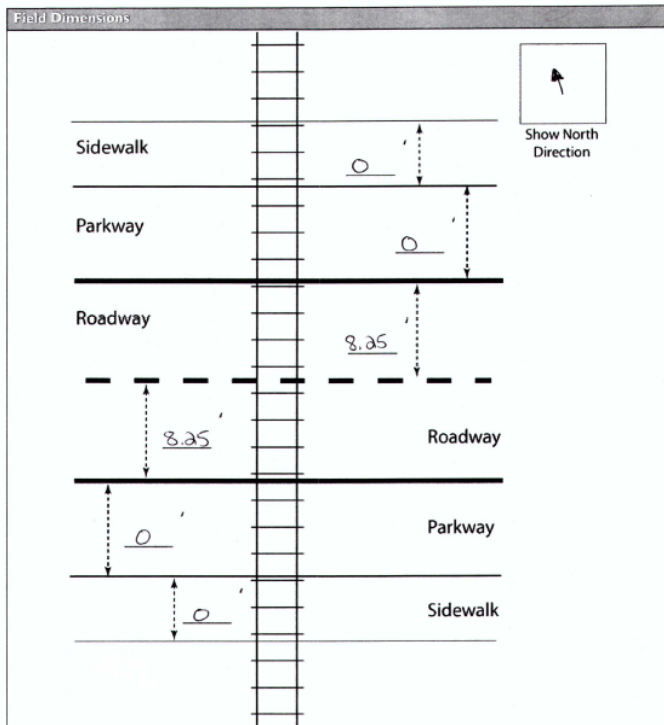 Field Dimensions
Show North
Direction
Sidewalk
0 '
Parkway
0 '
Roadway
8.25 '
8.25 '
Roadway
0 '
Parkway
0 '
Sidewalk